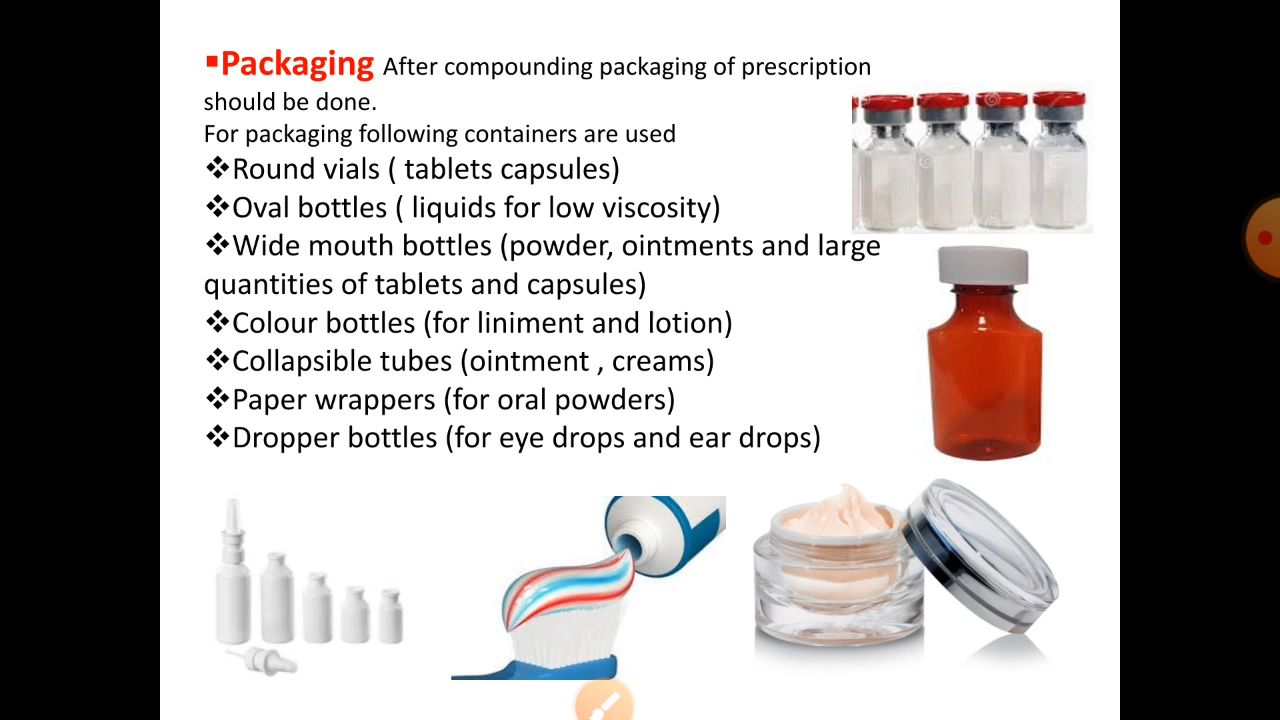 ▪Packaging After compounding packaging of prescription
should be done.
For packaging following containers are used
❖Round vials ( tablets capsules)
❖Oval bottles ( liquids for low viscosity)
❖Wide mouth bottles (powder, ointments and large
quantities of tablets and capsules)
❖Colour bottles (for liniment and lotion)
❖Collapsible tubes (ointment , creams)
❖Paper wrappers (for oral powders)
❖Dropper bottles (for eye drops and ear drops)